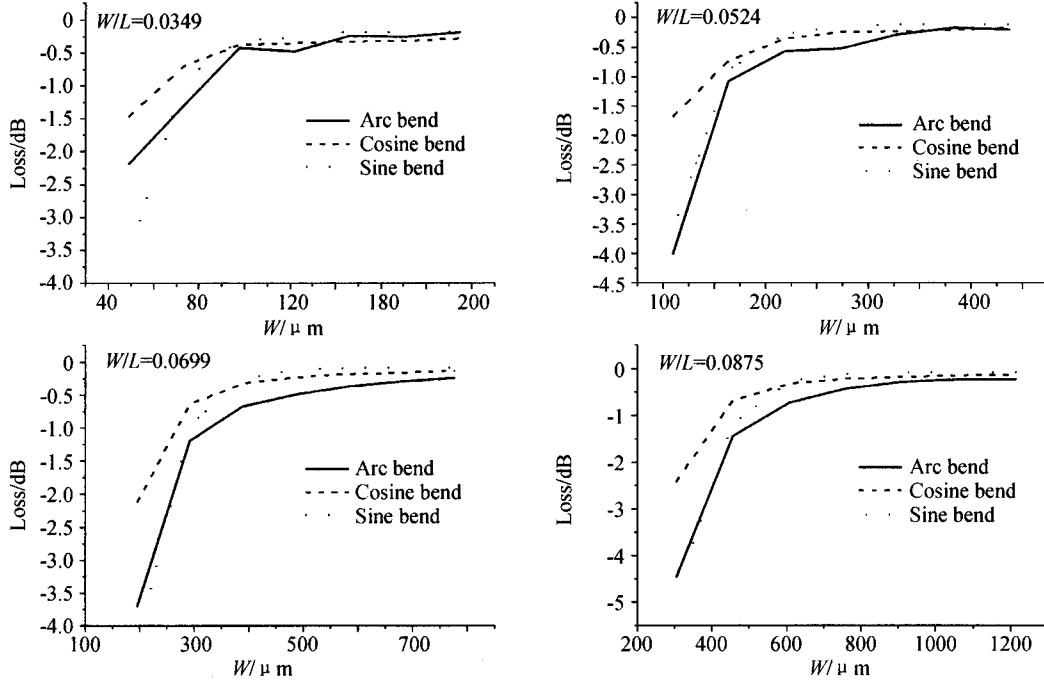 W/L=0.0349
0
-0.5
-1.0
-1.5
-2.0
-2.5
-3.0
-3.5
-4.0
Loss/dB
Arc bend
Cosine bend
Sine bend
40 80 120 180 200
W/ μ m
W/L=0.0524
0
-0.5
-1.0
-1.5
-2.0
-2.5
-3.0
-3.5
-4.0
-4.5
Loss/dB
Arc bend
Cosine bend
Sine bend
100 200 300 400
W/ μ m
W/L=0.0699
0
-0.5
-1.0
-1.5
-2.0
-2.5
-3.0
-3.5
-4.0
Loss/dB
Arc bend
Cosine bend
Sine bend
100 300 500 700
W/ μ m
W/L=0.0875
0
-1
-2
-3
-4
-5
Loss/dB
Arc bend
Cosine bend
Sine bend
200 400 600 800 1000 1200
W/ μ m